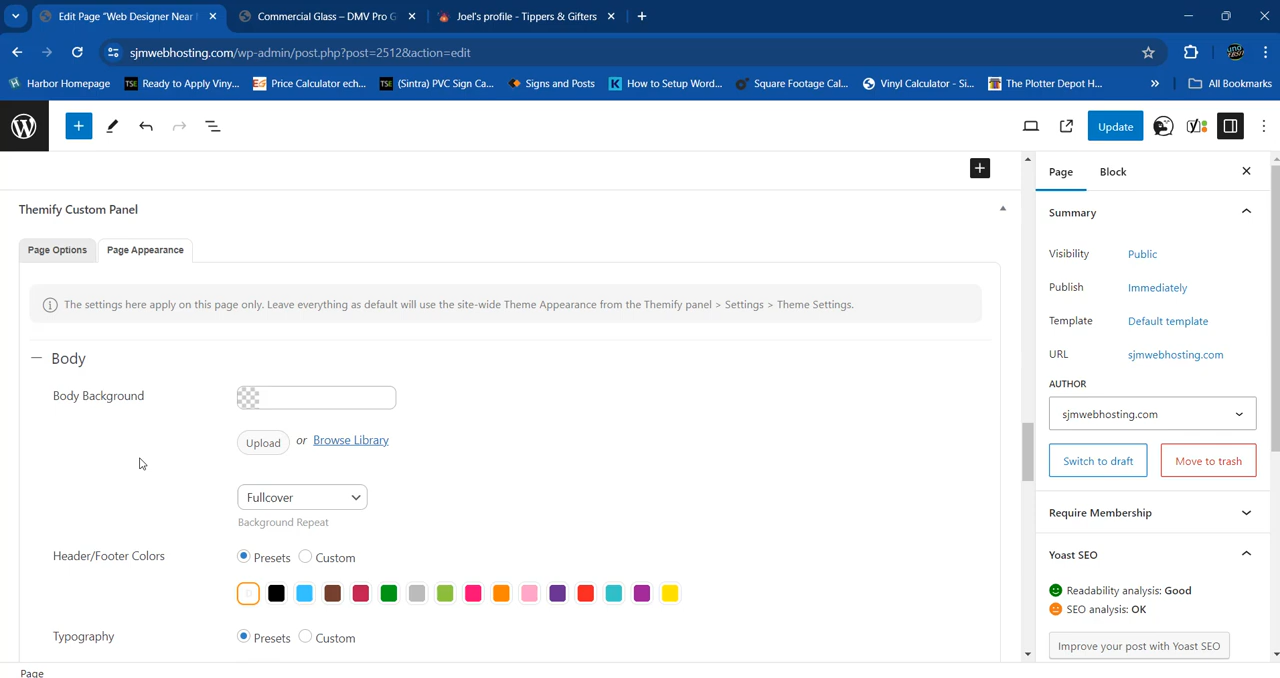 Edit Page "Web Designer Near
Commercial Glass – DMV Pro G
Joel's profile - Tippers & Gifters
sjmwebhosting.com/wp-admin/post.php?post=2512&action=edit
Harbor Homepage
Ready to Apply Viny...
Price Calculator ech...
(Sintra) PVC Sign Ca...
Signs and Posts
How to Setup Word...
Square Footage Cal...
Vinyl Calculator - Si...
The Plotter Depot H...
All Bookmarks
Update
Page
Block
Themify Custom Panel
Page Options
Page Appearance
The settings here apply on this page only. Leave everything as default will use the site-wide Theme Appearance from the Themify panel > Settings > Theme Settings.
Body
Body Background
Upload
or
Browse Library
Fullcover
Background Repeat
Header/Footer Colors
Presets
Custom
Typography
Presets
Custom
Summary
Visibility
Public
Publish
Immediately
Template
Default template
URL
sjmwebhosting.com
AUTHOR
sjmwebhosting.com
Switch to draft
Move to trash
Require Membership
Yoast SEO
Readability analysis: Good
SEO analysis: OK
Improve your post with Yoast SEO
Page